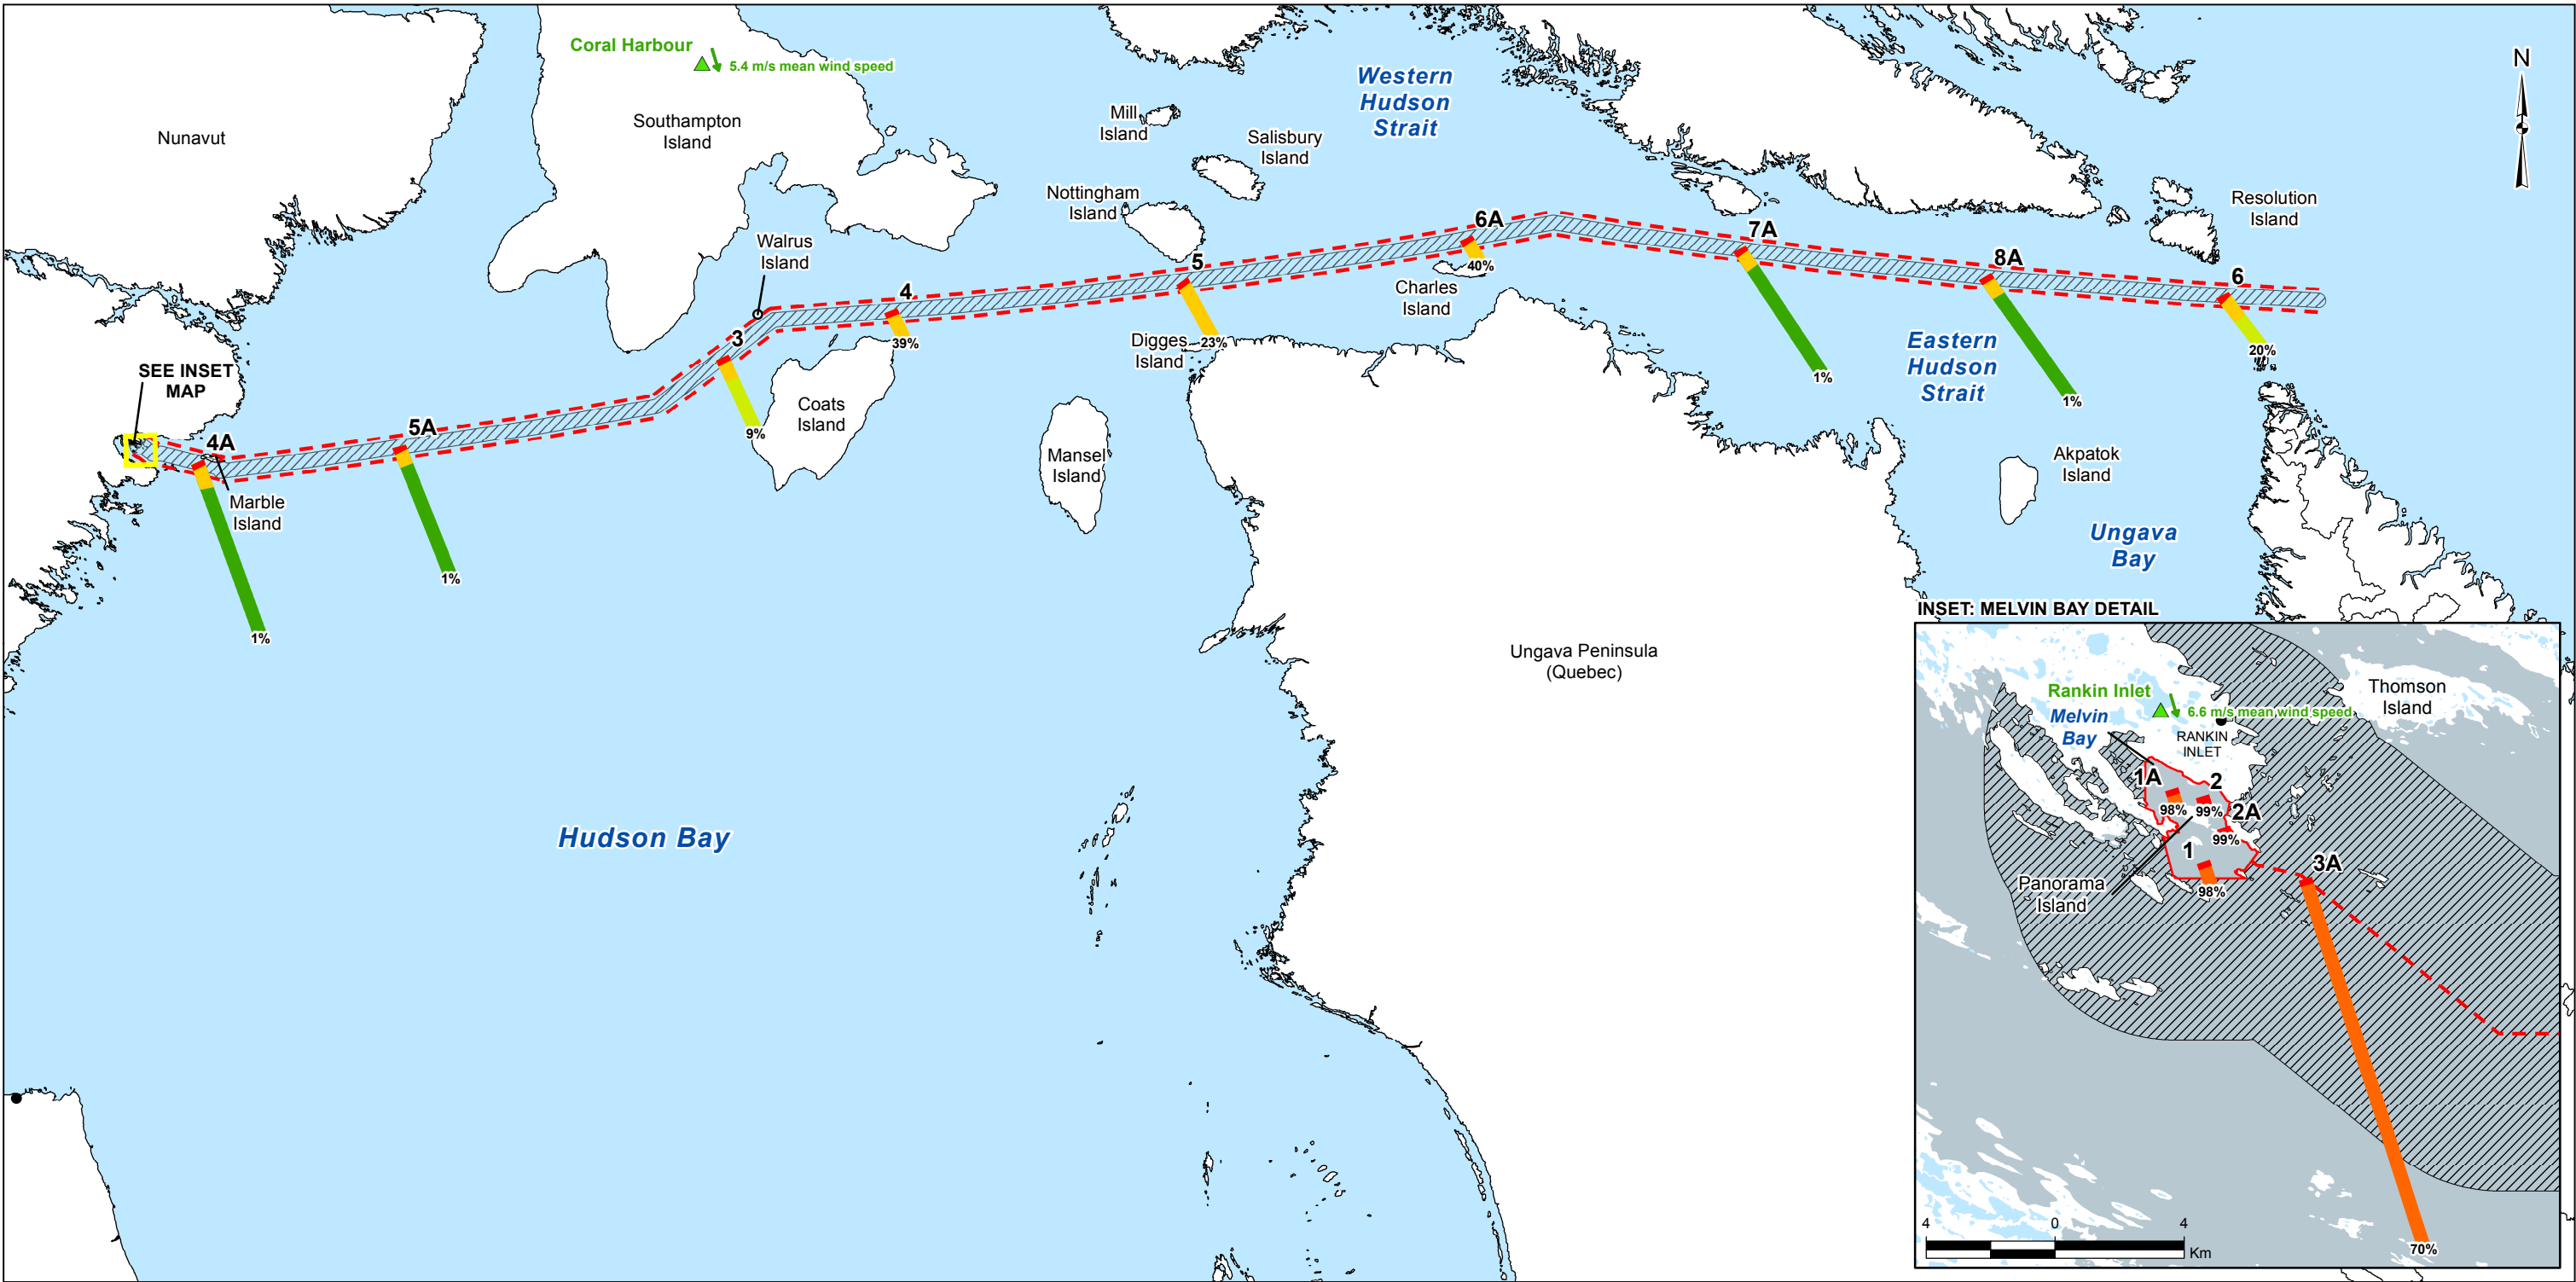 Coral Harbour
5.4 m/s mean wind speed
Western
Hudson
Strait
N
Nunavut
Southampton
Island
Mill
Island
Salisbury
Island
Nottingham
Island
Resolution
Island
Walrus
Island
6A
7A
8A
6
5
4
3
40%
Charles
Island
39%
Digges
Island
23%
1%
1%
20%
Eastern
Hudson
Strait
SEE INSET
MAP
Coats
Island
9%
4A
5A
Mansel
Island
Akpatok
Island
Marble
Island
1%
1%
Ungava
Bay
Ungava Peninsula
(Quebec)
Hudson Bay
INSET: MELVIN BAY DETAIL
Rankin Inlet
6.6 m/s mean wind speed
Melvin
Bay
RANKIN
INLET
Thomson
Island
1A
2
2A
98%
99%
99%
1
98%
3A
Panorama
Island
70%
4
0
4
Km